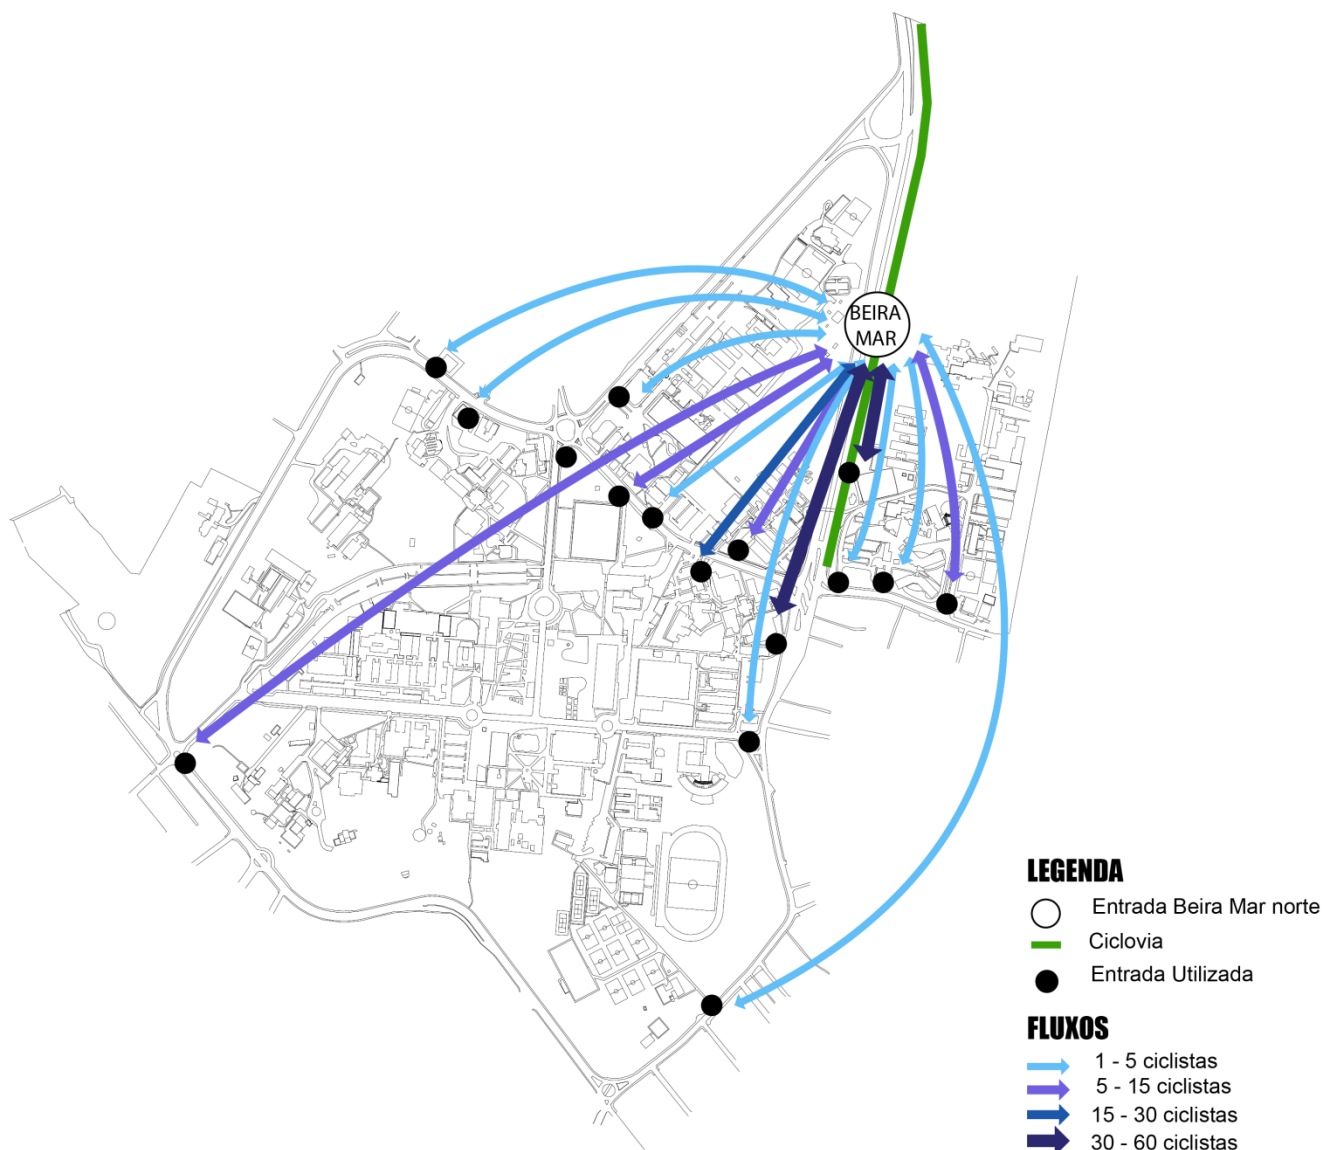 BEIRA
MAR
LEGENDA
Entrada Beira Mar norte
Ciclovia
Entrada Utilizada
FLUXOS
1 - 5 ciclistas
5 - 15 ciclistas
15 - 30 ciclistas
30 - 60 ciclistas